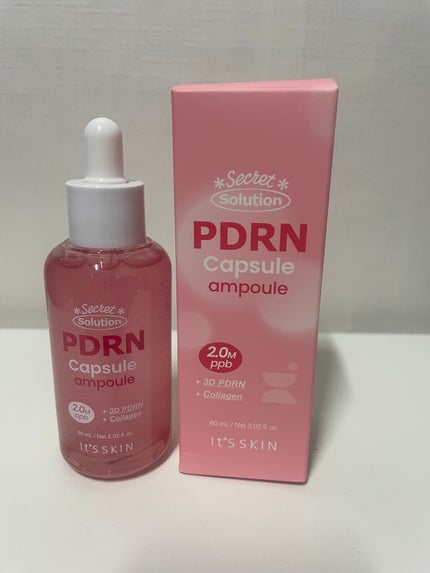 *Secret*
Solution
PDRN
Capsule
ampoule
2.0M
ppb
+ 3D PDRN
+ Collagen
60 mL / Net 2.02 fl. oz
It'S SKIN
*Secret*
Solution
PDRN
Capsule
ampoule
2.0M
ppb
+ 3D PDRN
+ Collagen
60 mL / Net 2.02 fl. oz
It'S SKIN